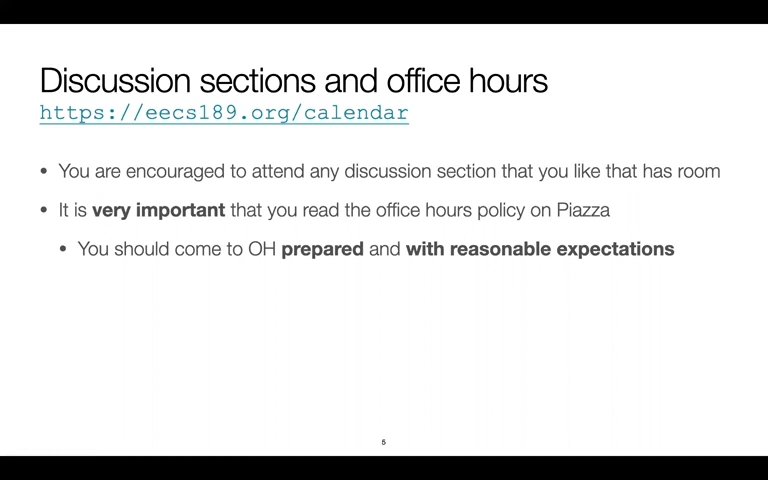 Discussion sections and office hours
https://eecs189.org/calendar
• You are encouraged to attend any discussion section that you like that has room
• It is very important that you read the office hours policy on Piazza
• You should come to OH prepared and with reasonable expectations
5